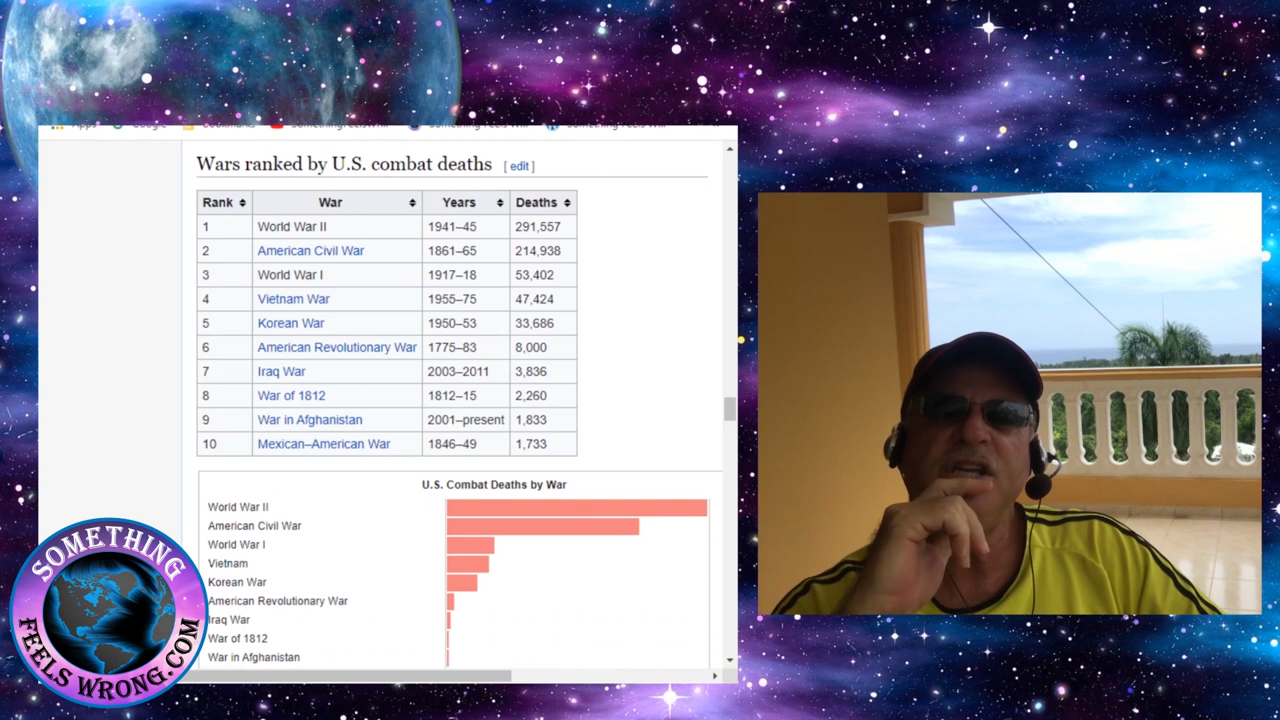 Wars ranked by U.S. combat deaths [ edit ]
Rank War Years Deaths
1 World War II 1941–45 291,557
2 American Civil War 1861–65 214,938
3 World War I 1917–18 53,402
4 Vietnam War 1955–75 47,424
5 Korean War 1950–53 33,686
6 American Revolutionary War 1775–83 8,000
7 Iraq War 2003–2011 3,836
8 War of 1812 1812–15 2,260
9 War in Afghanistan 2001–present 1,833
10 Mexican–American War 1846–49 1,733
U.S. Combat Deaths by War
World War II
American Civil War
World War I
Vietnam
Korean War
American Revolutionary War
Iraq War
War of 1812
War in Afghanistan
SOMETHING
FEELS WRONG.COM